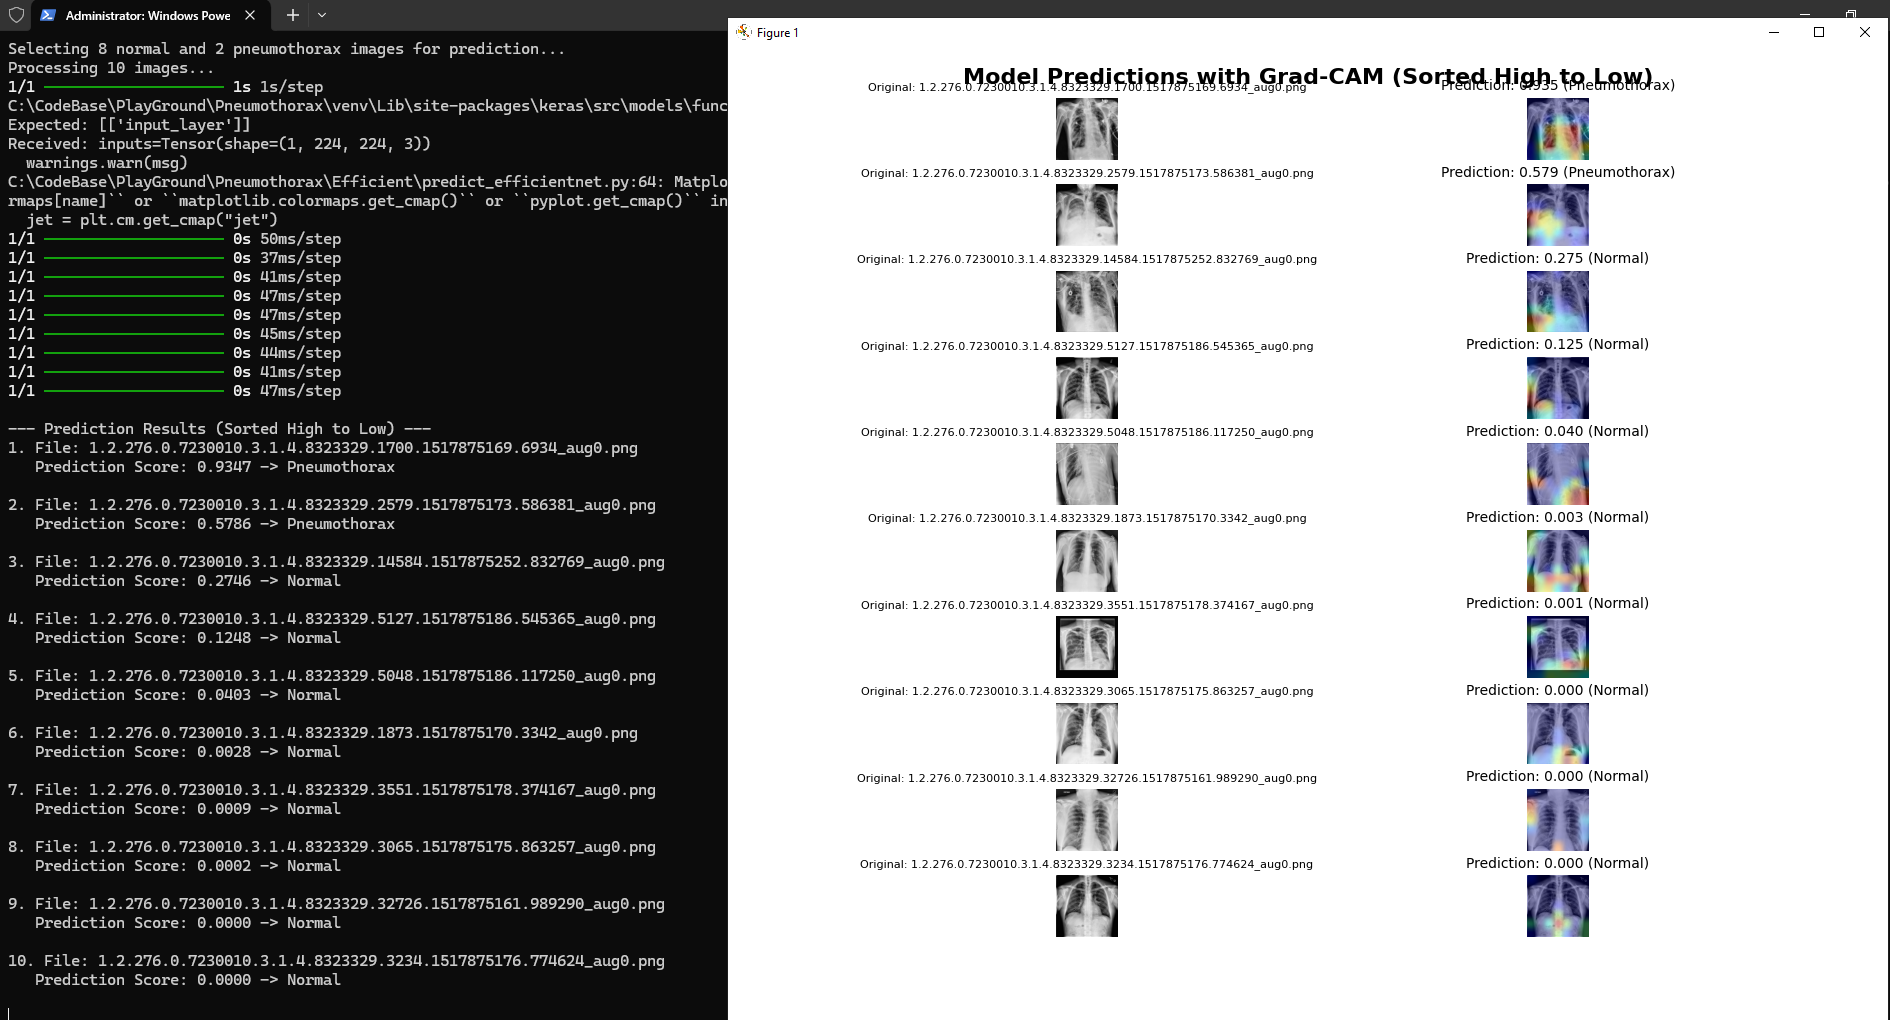 Administrator: Windows Powe
Selecting 8 normal and 2 pneumothorax images for prediction...
Processing 10 images...
1/1 ━━━━━━━━━━━━━━━━━━━━ 1s 1s/step
C:\CodeBase\PlayGround\Pneumothorax\venv\Lib\site-packages\keras\src\models\func
Expected: [['input_layer']]
Received: inputs=Tensor(shape=(1, 224, 224, 3))
warnings.warn(msg)
C:\CodeBase\PlayGround\Pneumothorax\Efficient\predict_efficientnet.py:64: Matplo
rmaps[name]`` or ``matplotlib.colormaps.get_cmap()`` or ``pyplot.get_cmap()`` in
jet = plt.cm.get_cmap("jet")
1/1 ━━━━━━━━━━━━━━━━━━━━ 0s 50ms/step
1/1 ━━━━━━━━━━━━━━━━━━━━ 0s 37ms/step
1/1 ━━━━━━━━━━━━━━━━━━━━ 0s 41ms/step
1/1 ━━━━━━━━━━━━━━━━━━━━ 0s 47ms/step
1/1 ━━━━━━━━━━━━━━━━━━━━ 0s 47ms/step
1/1 ━━━━━━━━━━━━━━━━━━━━ 0s 45ms/step
1/1 ━━━━━━━━━━━━━━━━━━━━ 0s 44ms/step
1/1 ━━━━━━━━━━━━━━━━━━━━ 0s 41ms/step
1/1 ━━━━━━━━━━━━━━━━━━━━ 0s 47ms/step
--- Prediction Results (Sorted High to Low) ---
1. File: 1.2.276.0.7230010.3.1.4.8323329.1700.1517875169.6934_aug0.png
Prediction Score: 0.9347 -> Pneumothorax
2. File: 1.2.276.0.7230010.3.1.4.8323329.2579.1517875173.586381_aug0.png
Prediction Score: 0.5786 -> Pneumothorax
3. File: 1.2.276.0.7230010.3.1.4.8323329.14584.1517875252.832769_aug0.png
Prediction Score: 0.2746 -> Normal
4. File: 1.2.276.0.7230010.3.1.4.8323329.5127.1517875186.545365_aug0.png
Prediction Score: 0.1248 -> Normal
5. File: 1.2.276.0.7230010.3.1.4.8323329.5048.1517875186.117250_aug0.png
Prediction Score: 0.0403 -> Normal
6. File: 1.2.276.0.7230010.3.1.4.8323329.1873.1517875170.3342_aug0.png
Prediction Score: 0.0028 -> Normal
7. File: 1.2.276.0.7230010.3.1.4.8323329.3551.1517875178.374167_aug0.png
Prediction Score: 0.0009 -> Normal
8. File: 1.2.276.0.7230010.3.1.4.8323329.3065.1517875175.863257_aug0.png
Prediction Score: 0.0002 -> Normal
9. File: 1.2.276.0.7230010.3.1.4.8323329.32726.1517875161.989290_aug0.png
Prediction Score: 0.0000 -> Normal
10. File: 1.2.276.0.7230010.3.1.4.8323329.3234.1517875176.774624_aug0.png
Prediction Score: 0.0000 -> Normal
Figure 1
Model Predictions with Grad-CAM (Sorted High to Low)
Original: 1.2.276.0.7230010.3.1.4.8323329.1700.1517875169.6934_aug0.png
Prediction: 0.935 (Pneumothorax)
Original: 1.2.276.0.7230010.3.1.4.8323329.2579.1517875173.586381_aug0.png
Prediction: 0.579 (Pneumothorax)
Original: 1.2.276.0.7230010.3.1.4.8323329.14584.1517875252.832769_aug0.png
Prediction: 0.275 (Normal)
Original: 1.2.276.0.7230010.3.1.4.8323329.5127.1517875186.545365_aug0.png
Prediction: 0.125 (Normal)
Original: 1.2.276.0.7230010.3.1.4.8323329.5048.1517875186.117250_aug0.png
Prediction: 0.040 (Normal)
Original: 1.2.276.0.7230010.3.1.4.8323329.1873.1517875170.3342_aug0.png
Prediction: 0.003 (Normal)
Original: 1.2.276.0.7230010.3.1.4.8323329.3551.1517875178.374167_aug0.png
Prediction: 0.001 (Normal)
Original: 1.2.276.0.7230010.3.1.4.8323329.3065.1517875175.863257_aug0.png
Prediction: 0.000 (Normal)
Original: 1.2.276.0.7230010.3.1.4.8323329.32726.1517875161.989290_aug0.png
Prediction: 0.000 (Normal)
Original: 1.2.276.0.7230010.3.1.4.8323329.3234.1517875176.774624_aug0.png
Prediction: 0.000 (Normal)